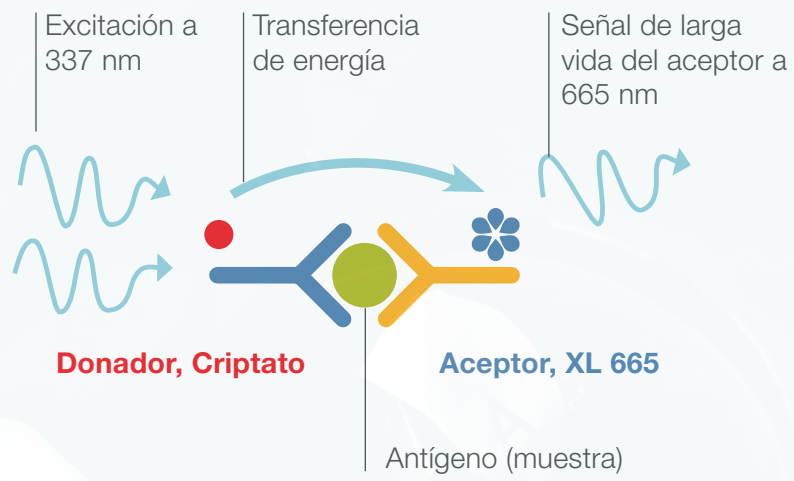 Excitación a
337 nm
Transferencia
de energía
Señal de larga
vida del aceptor a
665 nm
Donador, Criptato
Aceptor, XL 665
Antígeno (muestra)